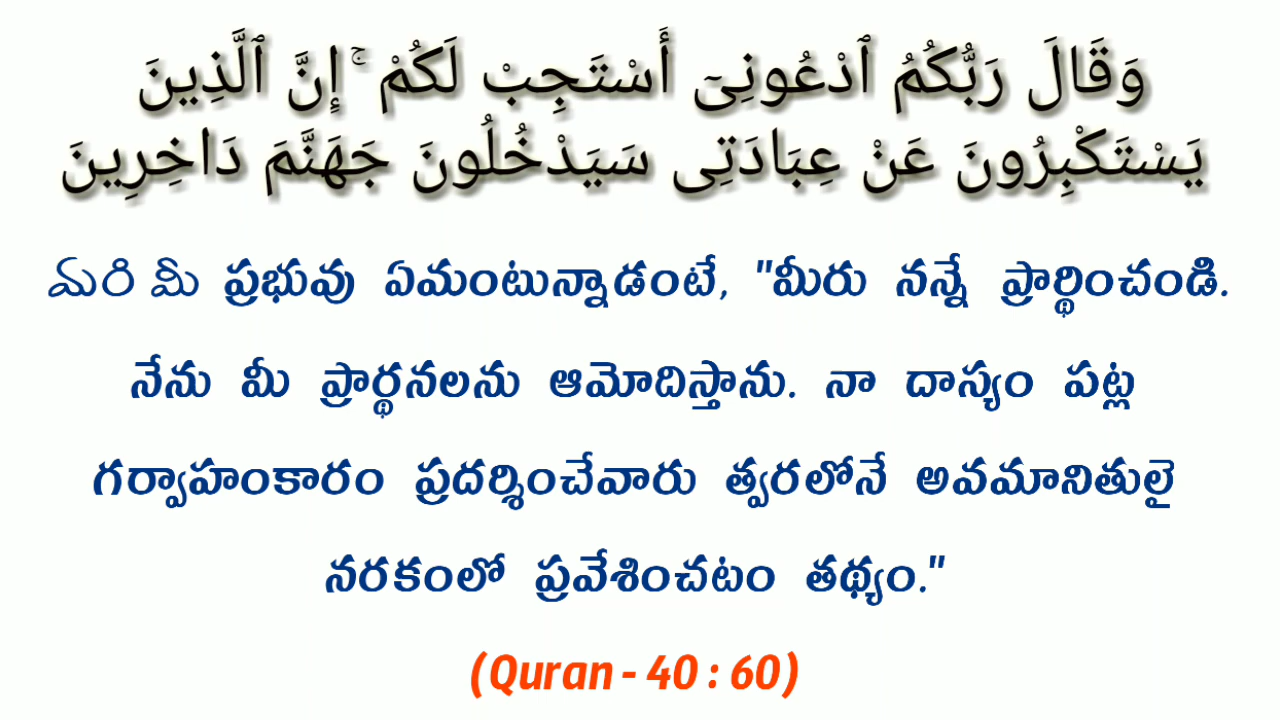 وَقَالَ رَبُّكُمُ ٱدْعُونِىٓ أَسْتَجِبْ لَكُمْ ۚ إِنَّ ٱلَّذِينَ
يَسْتَكْبِرُونَ عَنْ عِبَادَتِى سَيَدْخُلُونَ جَهَنَّمَ دَاخِرِينَ
మరి మీ ప్రభువు ఏమంటున్నాడంటే, "మీరు నన్నే ప్రార్థించండి.
నేను మీ ప్రార్థనలను ఆమోదిస్తాను. నా దాస్యం పట్ల
గర్వాహంకారం ప్రదర్శించేవారు త్వరలోనే అవమానితులై
నరకంలో ప్రవేశించటం తథ్యం."
(Quran - 40 : 60)